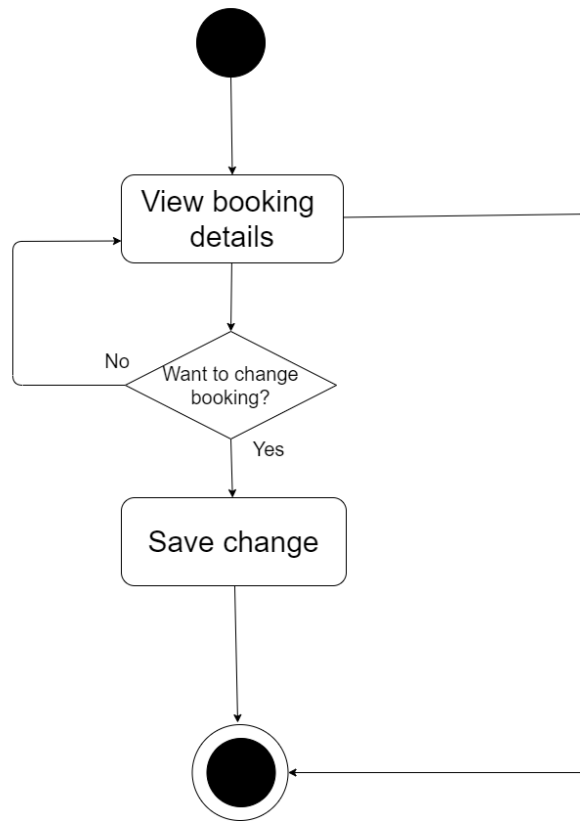 View booking
details
No
Want to change
booking?
Yes
Save change